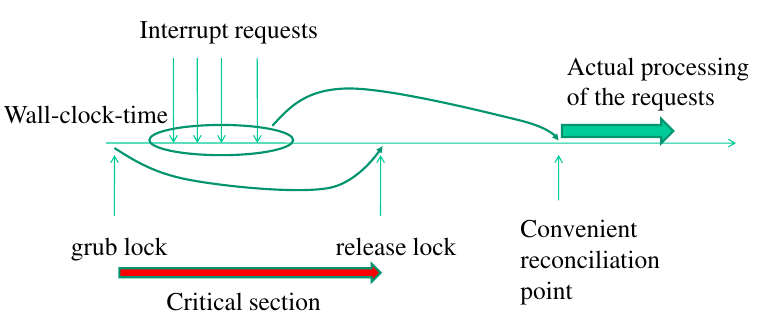 Interrupt requests
Actual processing
of the requests
Wall-clock-time
grub lock
release lock
Convenient
reconciliation
point
Critical section